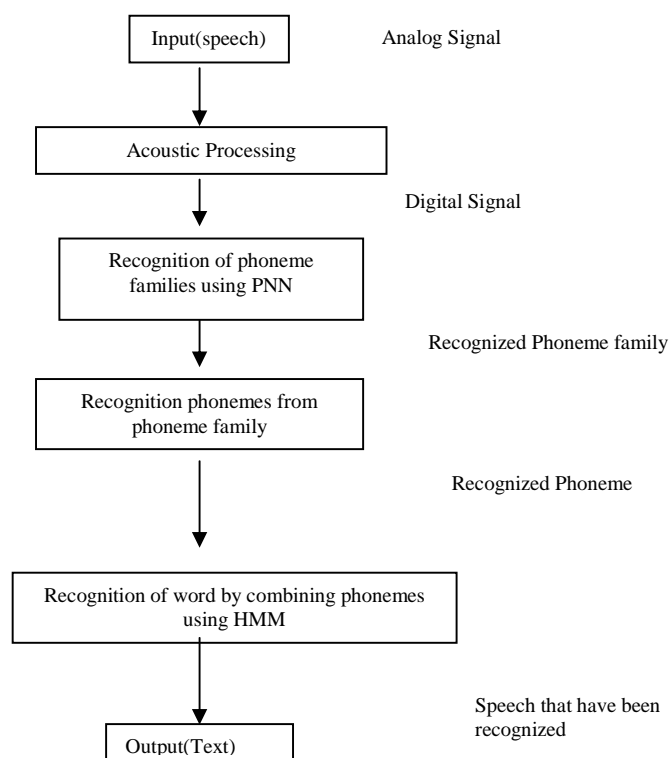 Input(speech)
Analog Signal
Acoustic Processing
Digital Signal
Recognition of phoneme
families using PNN
Recognized Phoneme family
Recognition phonemes from
phoneme family
Recognized Phoneme
Recognition of word by combining phonemes
using HMM
Speech that have been
recognized
Output(Text)